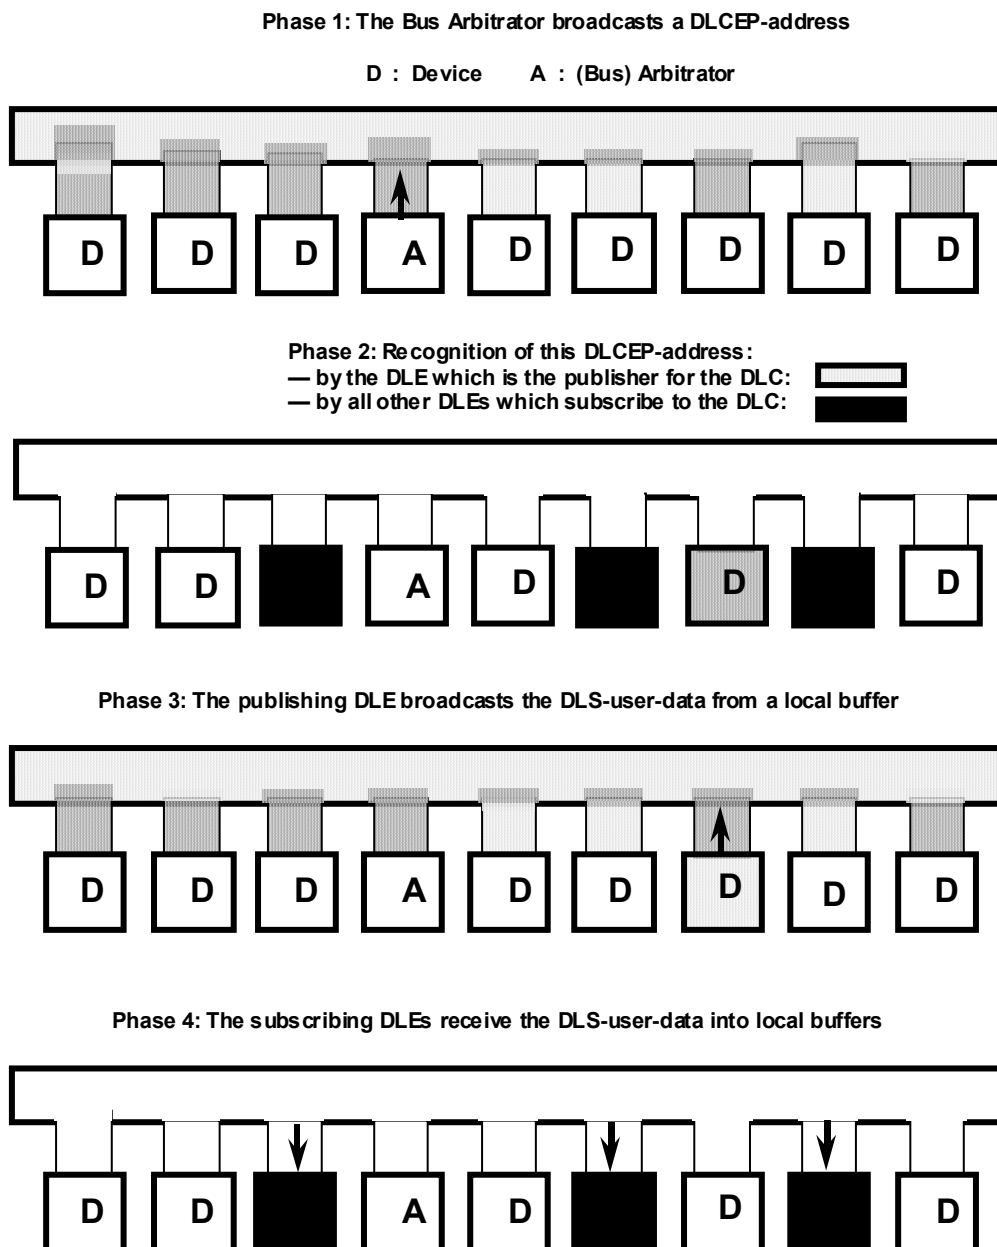 Phase 1: The Bus Arbitrator broadcasts a DLCEP-address
D : Device A : (Bus) Arbitrator
D D D A D D D D D
Phase 2: Recognition of this DLCEP-address:
— by the DLE which is the publisher for the DLC:
— by all other DLEs which subscribe to the DLC:
D D A D D D
Phase 3: The publishing DLE broadcasts the DLS-user-data from a local buffer
D D D A D D D D D
Phase 4: The subscribing DLEs receive the DLS-user-data into local buffers
D D A D D D